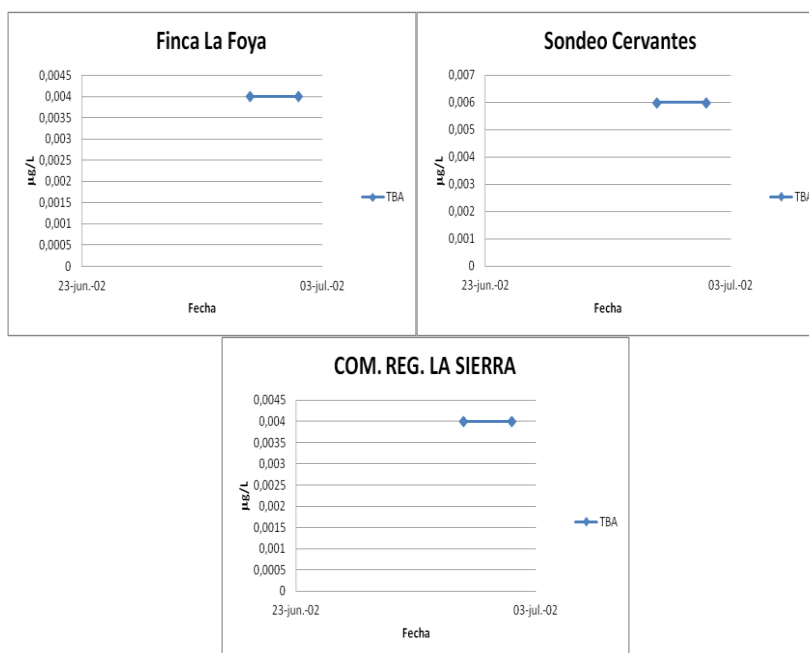 Finca La Foya
0,0045
0,004
0,0035
0,003
0,0025
0,002
0,0015
0,001
0,0005
0
µg/L
TBA
23-jun.-02
03-jul.-02
Fecha
Sondeo Cervantes
0,007
0,006
0,005
0,004
0,003
0,002
0,001
0
µg/L
TBA
23-jun.-02
03-jul.-02
Fecha
COM. REG. LA SIERRA
0,0045
0,004
0,0035
0,003
0,0025
0,002
0,0015
0,001
0,0005
0
µg/L
TBA
23-jun.-02
03-jul.-02
Fecha